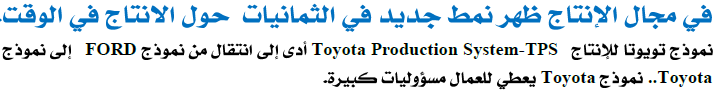 في مجال الإنتاج ظهر نمط جديد في الثمانيات حول الانتاج في الوقت.
نموذج تويوتا للإنتاج Toyota Production System-TPS أدى إلى انتقال من نموذج FORD إلى نموذج
Toyota.. نموذج Toyota يعطي للعمال مسؤوليات كبيرة.